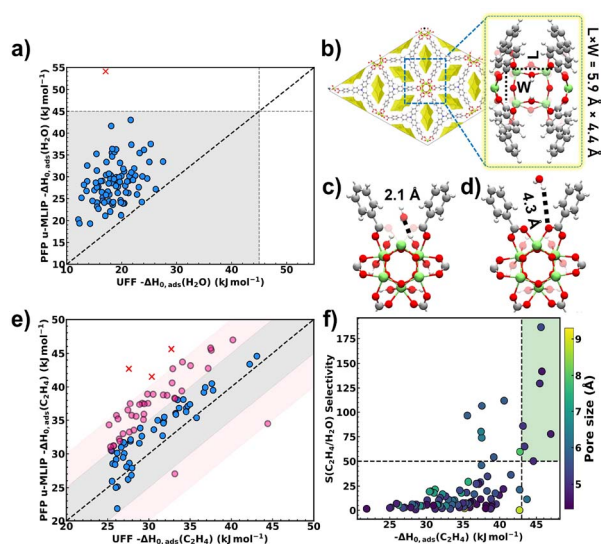 a)
PFP u-MLIP -ΔH₀,ads(H₂O) (kJ mol⁻¹)
55
50
45
40
35
30
25
20
15
10
10 20 30 40 50
UFF -ΔH₀,ads(H₂O) (kJ mol⁻¹)
b)
L
W
L×W = 5.9 Å × 4.4 Å
c)
2.1 Å
d)
4.3 Å
e)
PFP u-MLIP -ΔH₀,ads(C₂H₄) (kJ mol⁻¹)
50
45
40
35
30
25
20
20 25 30 35 40 45 50
UFF -ΔH₀,ads(C₂H₄) (kJ mol⁻¹)
f)
S(C₂H₄/H₂O) Selectivity
175
150
125
100
75
50
25
0
25 30 35 40 45
-ΔH₀,ads(C₂H₄) (kJ mol⁻¹)
9
8
7
6
5
Pore size (Å)